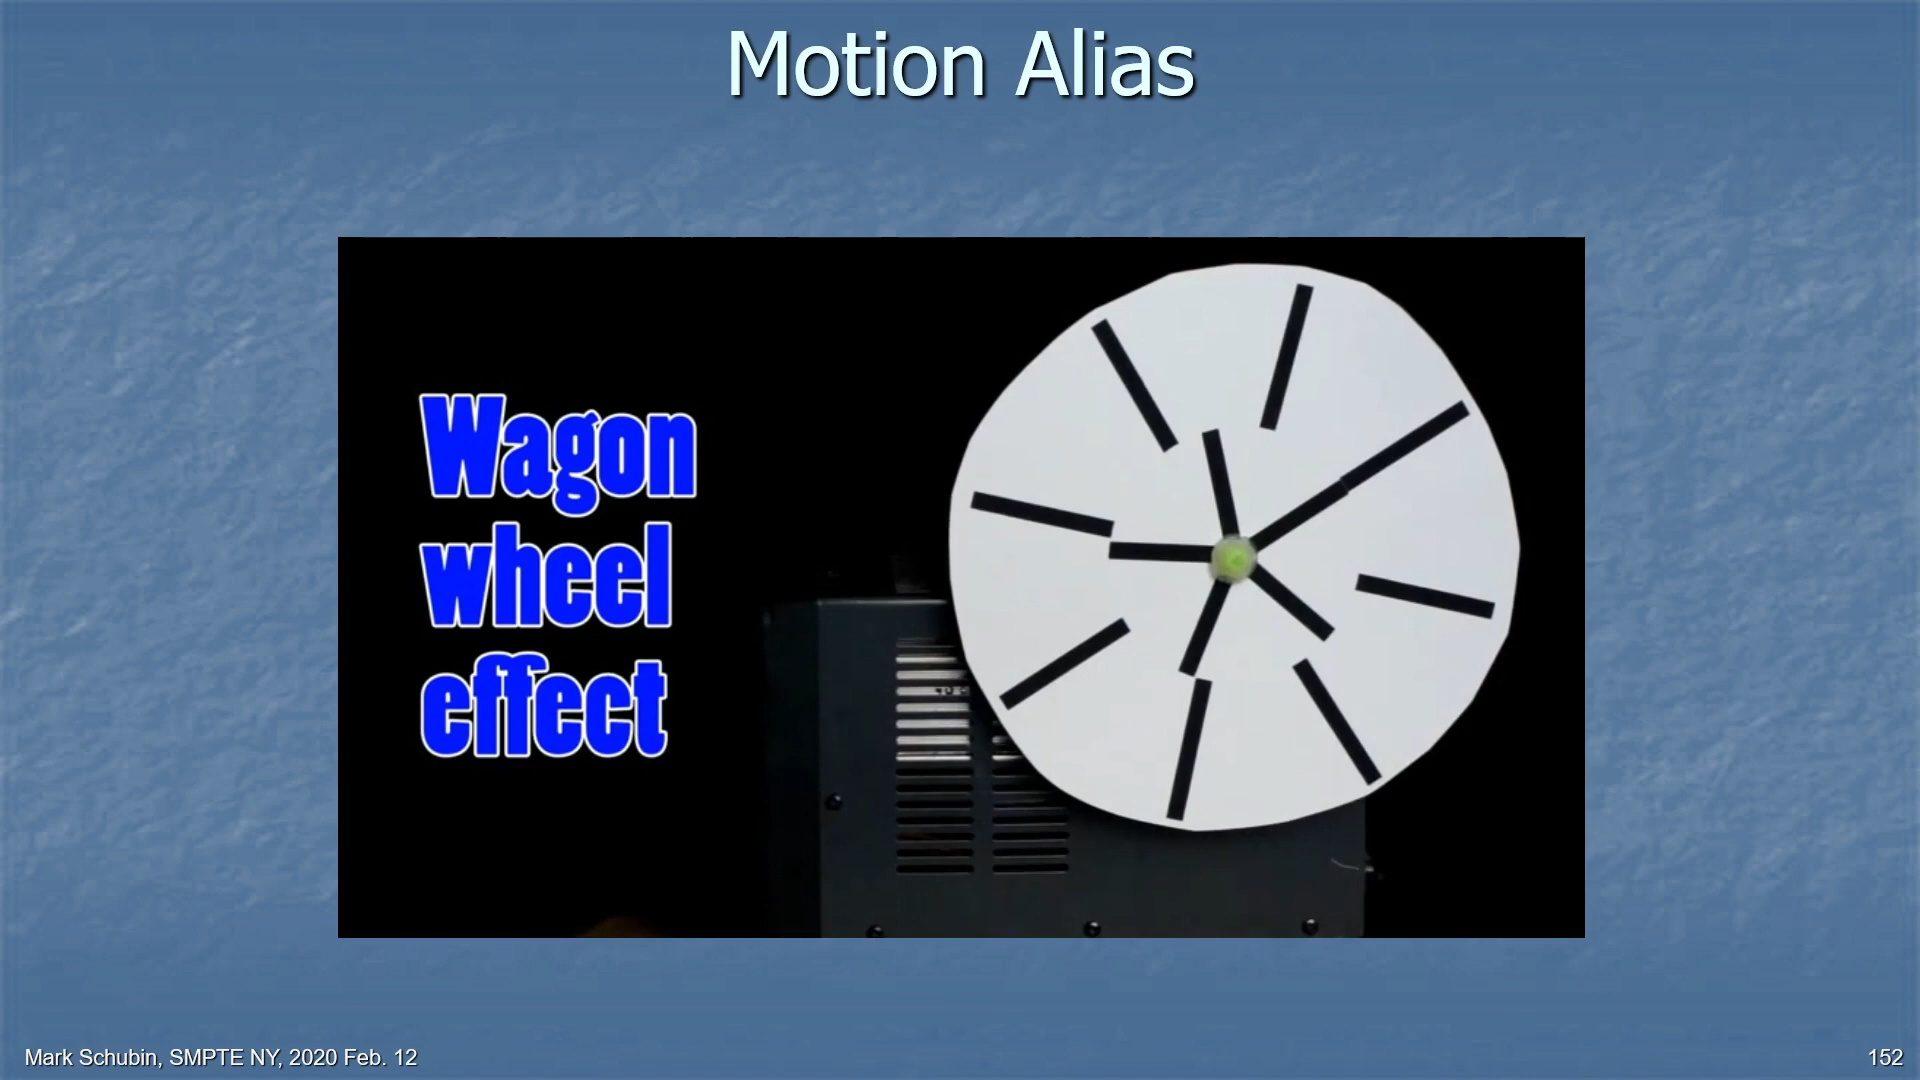 Motion Alias
Wagon
wheel
effect
Mark Schubin, SMPTE NY, 2020 Feb. 12
152